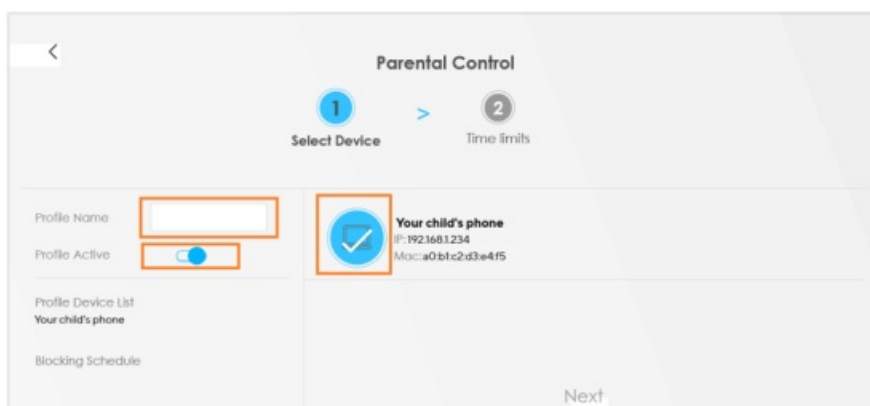 Parental Control
1 > 2
Select Device Time limits
Profile Name
Profile Active
Your child's phone
IP: 192.168.1.234
Mac: a0:b1:c2:d3:e4:f5
Profile Device List
Your child's phone
Blocking Schedule
Next